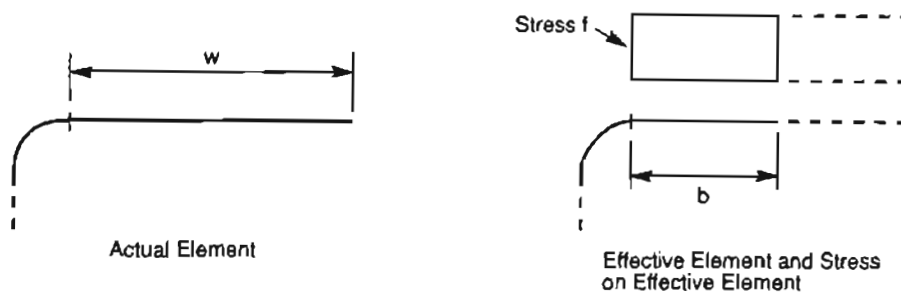 w
Actual Element
Stress f
b
Effective Element and Stress
on Effective Element